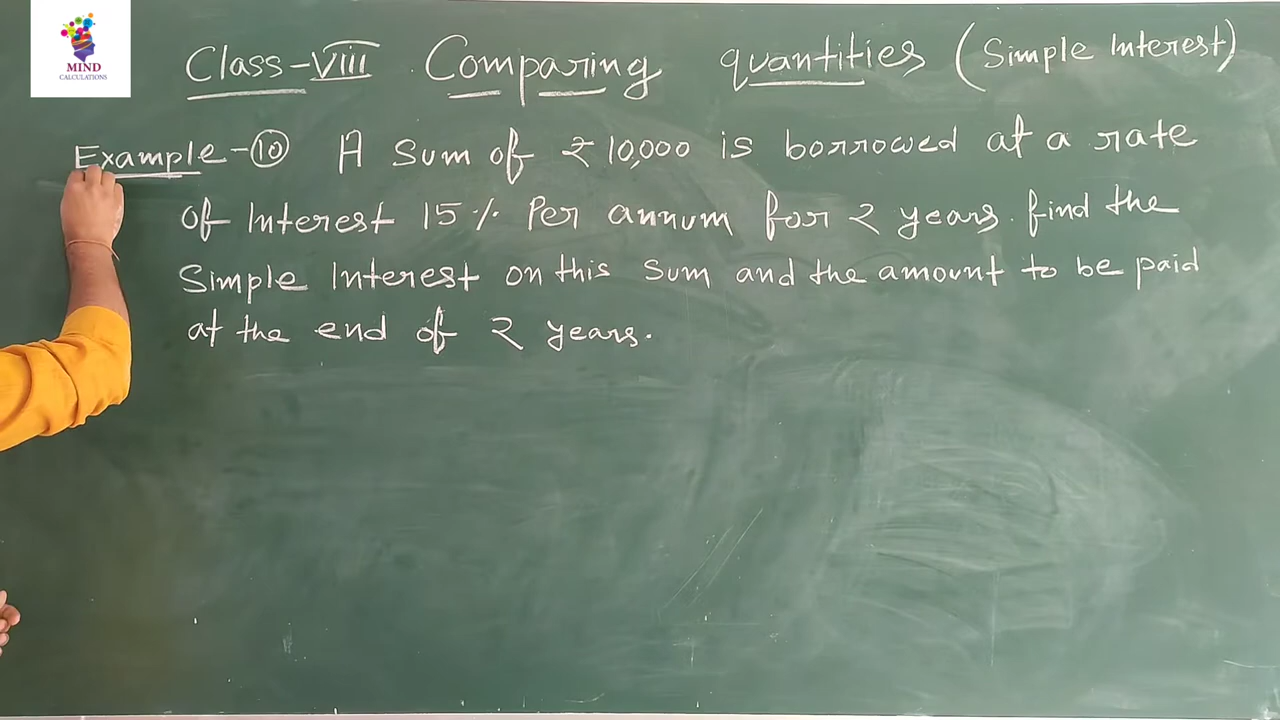 MIND
CALCULATIONS
Class-VIII Comparing quantities (Simple Interest)
Example-10 A Sum of ₹10,000 is borrowed at a rate
of Interest 15% Per annum for 2 years. find the
Simple Interest on this Sum and the amount to be paid
at the end of 2 years.